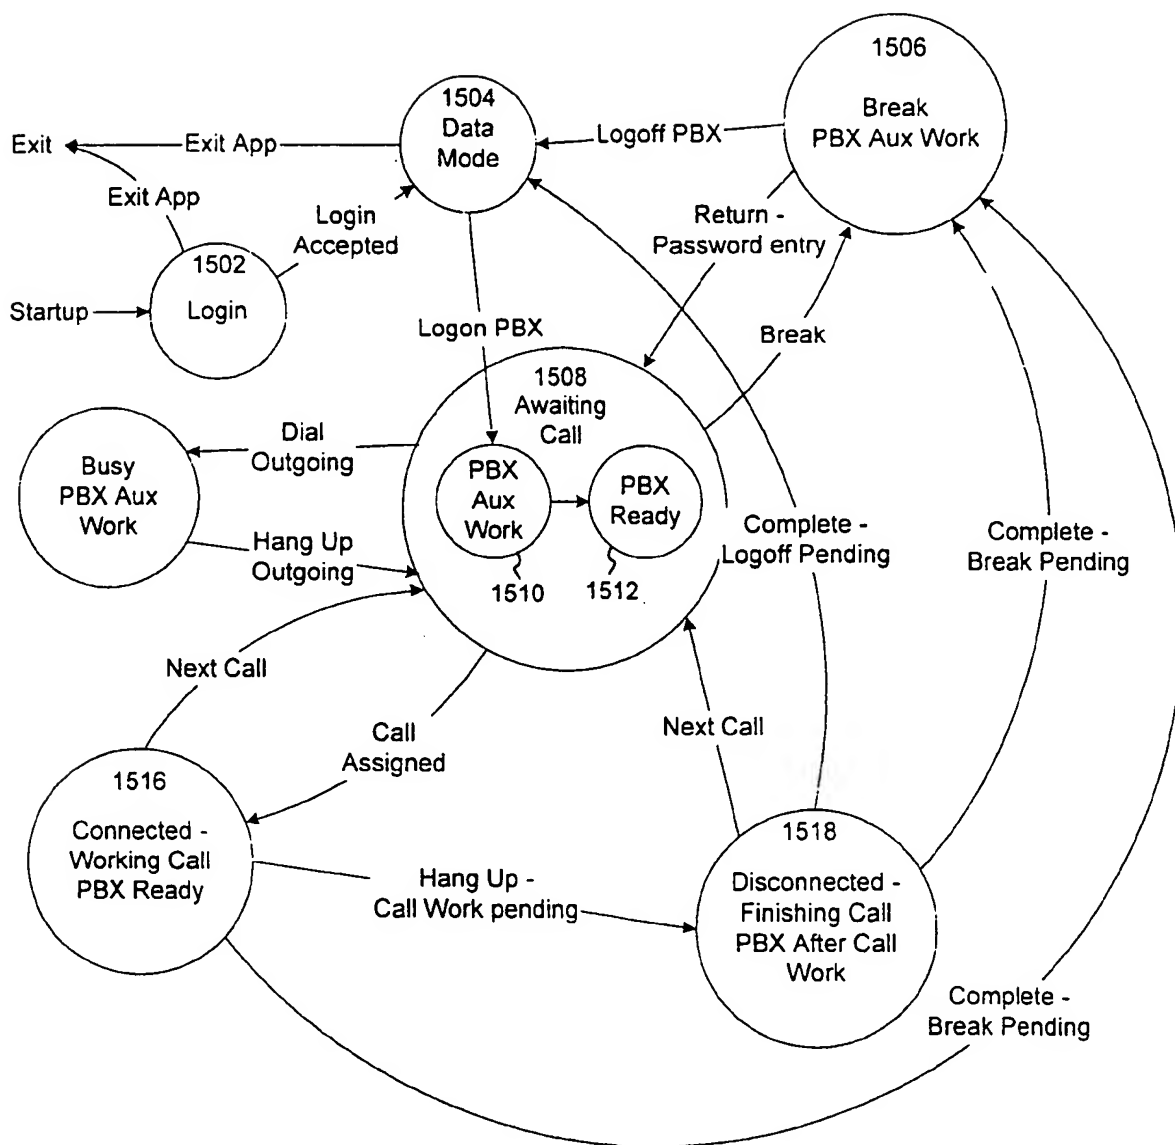 1506
Break
PBX Aux Work
1504
Data
Mode
Exit
Exit App
Logoff PBX
Exit App
Login
Accepted
Return -
Password entry
1502
Login
Startup
Logon PBX
Break
1508
Awaiting
Call
Dial
Outgoing
Busy
PBX Aux
Work
PBX
Aux
Work
PBX
Ready
Complete -
Logoff Pending
Complete -
Break Pending
Hang Up
Outgoing
1510
1512
Next Call
Next Call
Call
Assigned
1516
Connected -
Working Call
PBX Ready
1518
Disconnected -
Finishing Call
PBX After Call
Work
Hang Up -
Call Work pending
Complete -
Break Pending